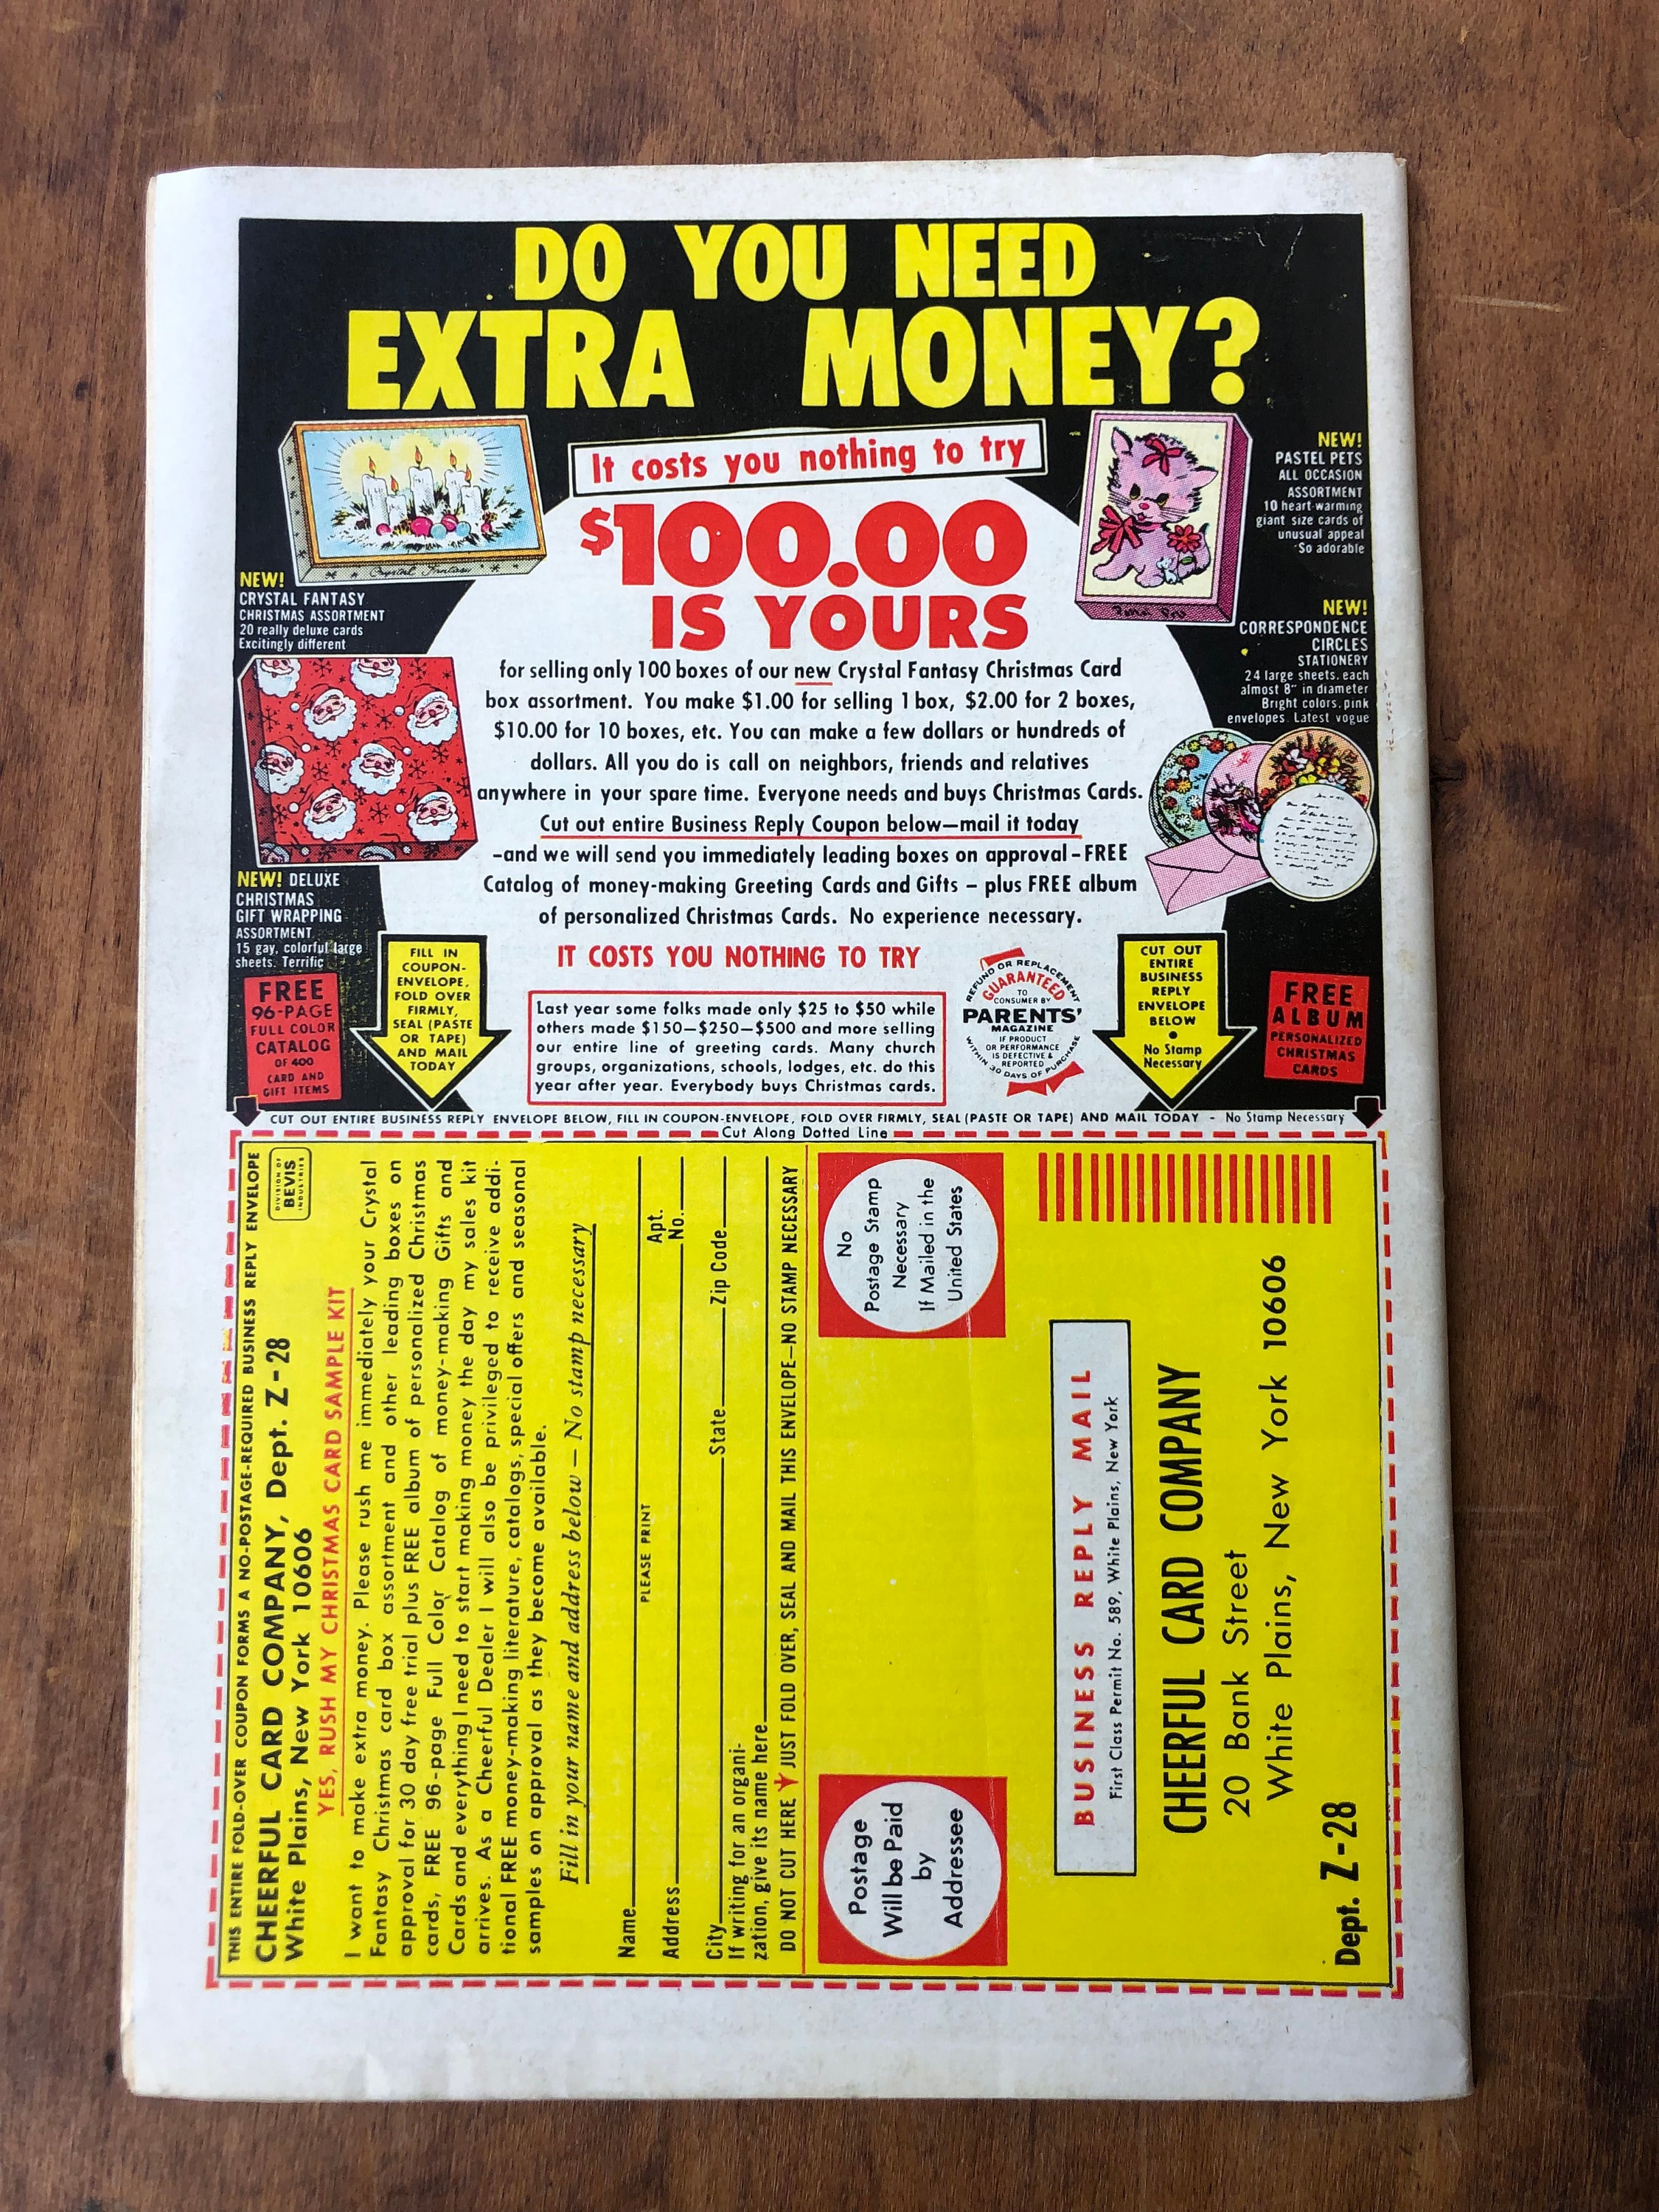 DO YOU NEED
EXTRA MONEY?
It costs you nothing to try
$100.00
IS YOURS
for selling only 100 boxes of our new Crystal Fantasy Christmas Card
box assortment. You make $1.00 for selling 1 box, $2.00 for 2 boxes,
$10.00 for 10 boxes, etc. You can make a few dollars or hundreds of
dollars. All you do is call on neighbors, friends and relatives
anywhere in your spare time. Everyone needs and buys Christmas Cards.
Cut out entire Business Reply Coupon below—mail it today
-and we will send you immediately leading boxes on approval-FREE
Catalog of money-making Greeting Cards and Gifts - plus FREE album
of personalized Christmas Cards. No experience necessary.
IT COSTS YOU NOTHING TO TRY
Last year some folks made only $25 to $50 while
others made $150—$250—$500 and more selling
our entire line of greeting cards. Many church
groups, organizations, schools, lodges, etc. do this
year after year. Everybody buys Christmas cards.
Crystal Fantasy
NEW!
CRYSTAL FANTASY
CHRISTMAS ASSORTMENT
20 really deluxe cards
Excitingly different
NEW! DELUXE
CHRISTMAS
GIFT WRAPPING
ASSORTMENT
15 gay, colorful large
sheets. Terrific
FREE
96-PAGE
FULL COLOR
CATALOG
OF 400
CARD AND
GIFT ITEMS
FILL IN
COUPON-
ENVELOPE,
FOLD OVER
FIRMLY,
SEAL (PASTE
OR TAPE)
AND MAIL
TODAY
NEW!
PASTEL PETS
ALL OCCASION
ASSORTMENT
10 heart-warming
giant size cards of
unusual appeal
So adorable
NEW!
CORRESPONDENCE
CIRCLES
STATIONERY
24 large sheets, each
almost 8" in diameter
Bright colors, pink
envelopes. Latest vogue
REFUND OR REPLACEMENT
GUARANTEED
TO
CONSUMER BY
PARENTS'
MAGAZINE
IF PRODUCT
OR PERFORMANCE
IS DEFECTIVE &
REPORTED
WITHIN 30 DAYS OF PURCHASE
CUT OUT
ENTIRE
BUSINESS
REPLY
ENVELOPE
BELOW
•
No Stamp
Necessary
FREE
ALBUM
PERSONALIZED
CHRISTMAS
CARDS
CUT OUT ENTIRE BUSINESS REPLY ENVELOPE BELOW, FILL IN COUPON-ENVELOPE, FOLD OVER FIRMLY, SEAL (PASTE OR TAPE) AND MAIL TODAY - No Stamp Necessary
Cut Along Dotted Line
THIS ENTIRE FOLD-OVER COUPON FORMS A NO-POSTAGE-REQUIRED BUSINESS REPLY ENVELOPE
CHEERFUL CARD COMPANY, Dept. Z-28
White Plains, New York 10606
DIVISION OF
BEVIS
INDUSTRIES
YES, RUSH MY CHRISTMAS CARD SAMPLE KIT
I want to make extra money. Please rush me immediately your Crystal
Fantasy Christmas card box assortment and other leading boxes on
approval for 30 day free trial plus FREE album of personalized Christmas
cards, FREE 96-page Full Color Catalog of money-making Gifts and
Cards and everything I need to start making money the day my sales kit
arrives. As a Cheerful Dealer I will also be privileged to receive addi-
tional FREE money-making literature, catalogs, special offers and seasonal
samples on approval as they become available.
Fill in your name and address below — No stamp necessary
Name
PLEASE PRINT
Address
Apt.
No.
City
State
Zip Code
If writing for an organi-
zation, give its name here
DO NOT CUT HERE JUST FOLD OVER, SEAL AND MAIL THIS ENVELOPE—NO STAMP NECESSARY
Postage
Will be Paid
by
Addressee
No
Postage Stamp
Necessary
If Mailed in the
United States
BUSINESS REPLY MAIL
First Class Permit No. 589, White Plains, New York
CHEERFUL CARD COMPANY
20 Bank Street
White Plains, New York 10606
Dept. Z-28